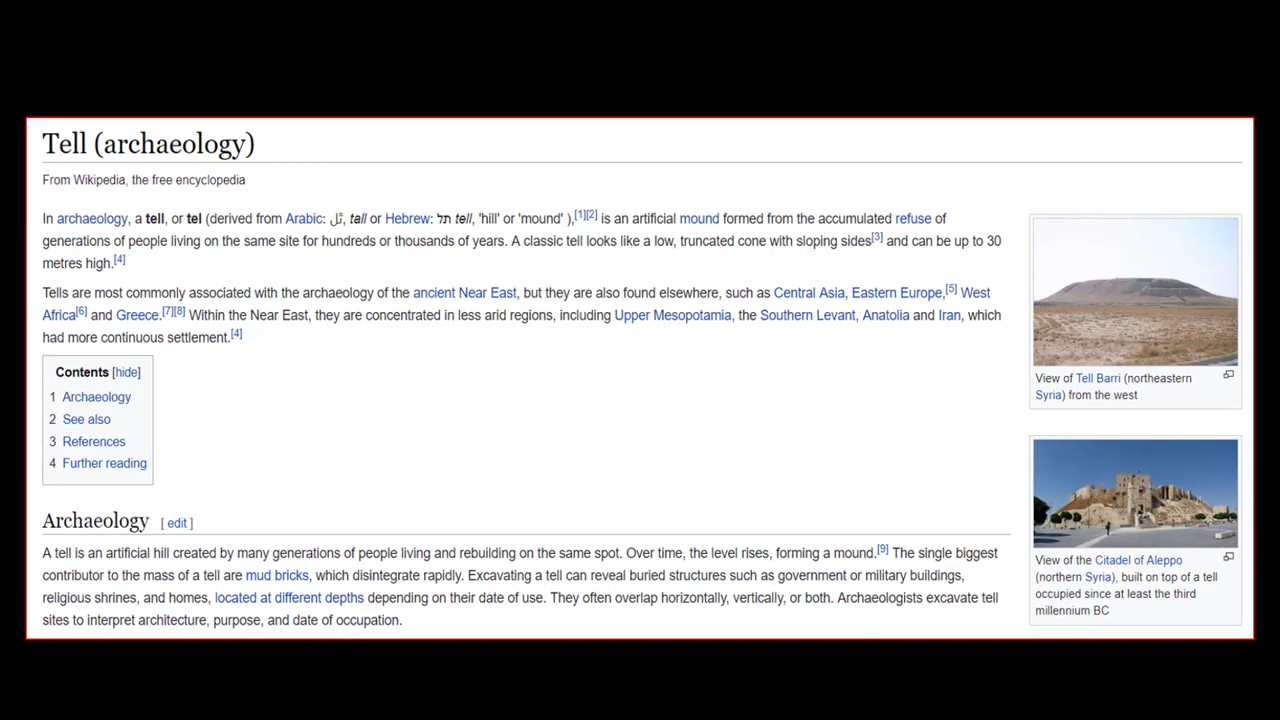 Tell (archaeology)
From Wikipedia, the free encyclopedia
In archaeology, a tell, or tel (derived from Arabic: تَل, tall or Hebrew: תל tell, 'hill' or 'mound' ),[1][2] is an artificial mound formed from the accumulated refuse of
generations of people living on the same site for hundreds or thousands of years. A classic tell looks like a low, truncated cone with sloping sides[3] and can be up to 30
metres high.[4]
Tells are most commonly associated with the archaeology of the ancient Near East, but they are also found elsewhere, such as Central Asia, Eastern Europe,[5] West
Africa[6] and Greece.[7][8] Within the Near East, they are concentrated in less arid regions, including Upper Mesopotamia, the Southern Levant, Anatolia and Iran, which
had more continuous settlement.[4]
Contents [hide]
1 Archaeology
2 See also
3 References
4 Further reading
Archaeology [ edit ]
A tell is an artificial hill created by many generations of people living and rebuilding on the same spot. Over time, the level rises, forming a mound.[9] The single biggest
contributor to the mass of a tell are mud bricks, which disintegrate rapidly. Excavating a tell can reveal buried structures such as government or military buildings,
religious shrines, and homes, located at different depths depending on their date of use. They often overlap horizontally, vertically, or both. Archaeologists excavate tell
sites to interpret architecture, purpose, and date of occupation.
View of Tell Barri (northeastern
Syria) from the west
View of the Citadel of Aleppo
(northern Syria), built on top of a tell
occupied since at least the third
millennium BC